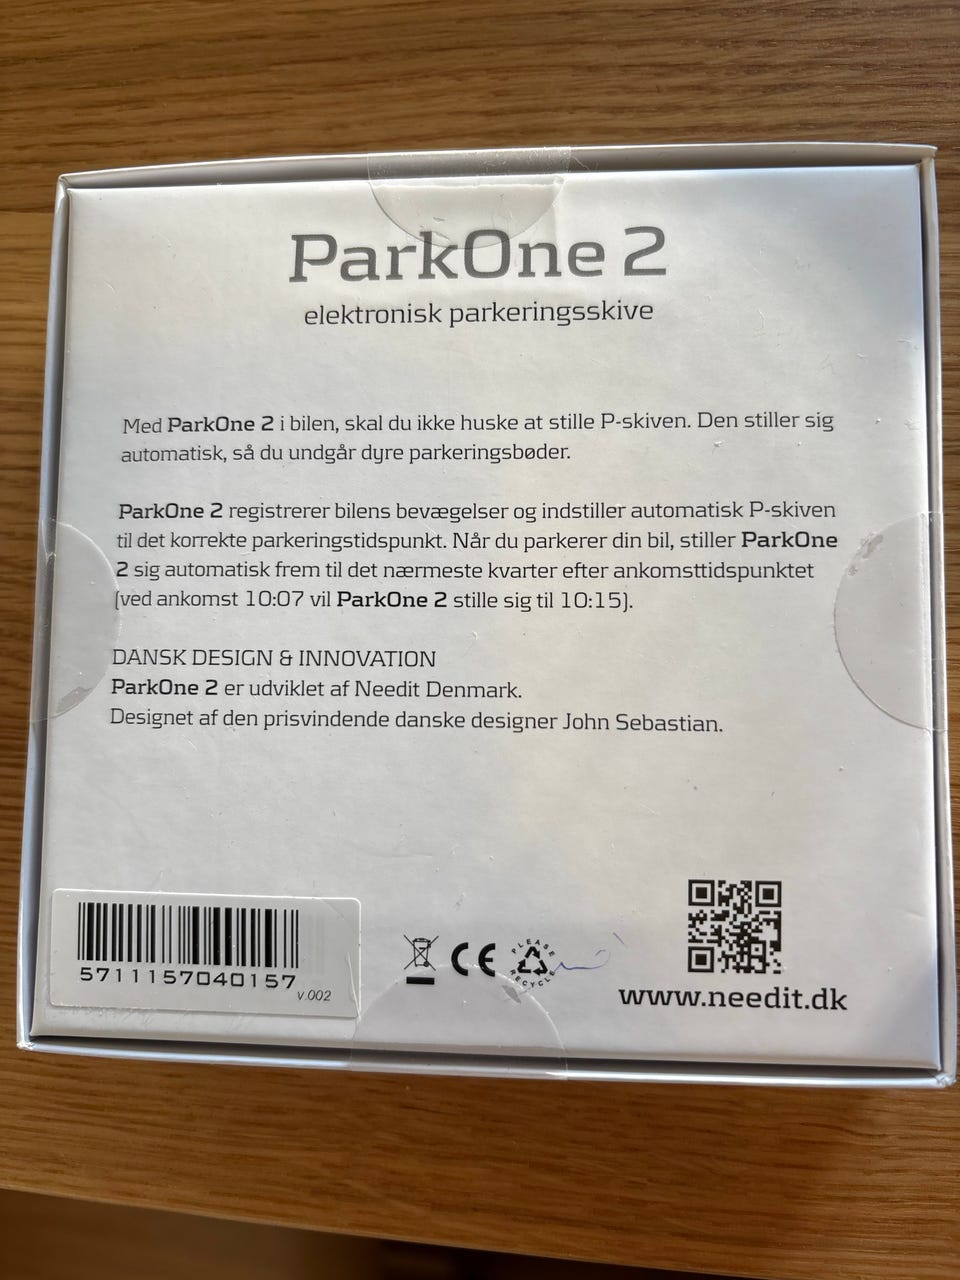 ParkOne 2
elektronisk parkeringsskive
Med ParkOne 2 i bilen, skal du ikke huske at stille P-skiven. Den stiller sig
automatisk, så du undgår dyre parkeringsbøder.
ParkOne 2 registrerer bilens bevægelser og indstiller automatisk P-skiven
til det korrekte parkeringstidspunkt. Når du parkerer din bil, stiller ParkOne
2 sig automatisk frem til det nærmeste kvarter efter ankomsttidspunktet
(ved ankomst 10:07 vil ParkOne 2 stille sig til 10:15).
DANSK DESIGN & INNOVATION
ParkOne 2 er udviklet af Needit Denmark.
Designet af den prisvindende danske designer John Sebastian.
5711157040157
v.002
CE
PLEASE
RECYCLE
www.needit.dk